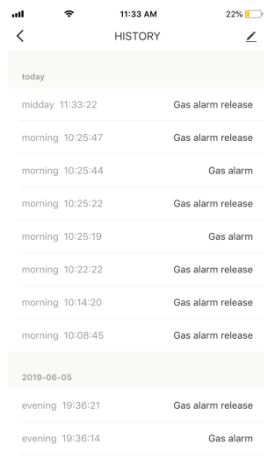 11:33 AM 22%
HISTORY
today
midday 11:33:22 Gas alarm release
morning 10:25:47 Gas alarm release
morning 10:25:44 Gas alarm
morning 10:25:22 Gas alarm release
morning 10:25:19 Gas alarm
morning 10:22:22 Gas alarm release
morning 10:14:20 Gas alarm release
morning 10:08:45 Gas alarm release
2019-06-05
evening 19:36:21 Gas alarm release
evening 19:36:14 Gas alarm